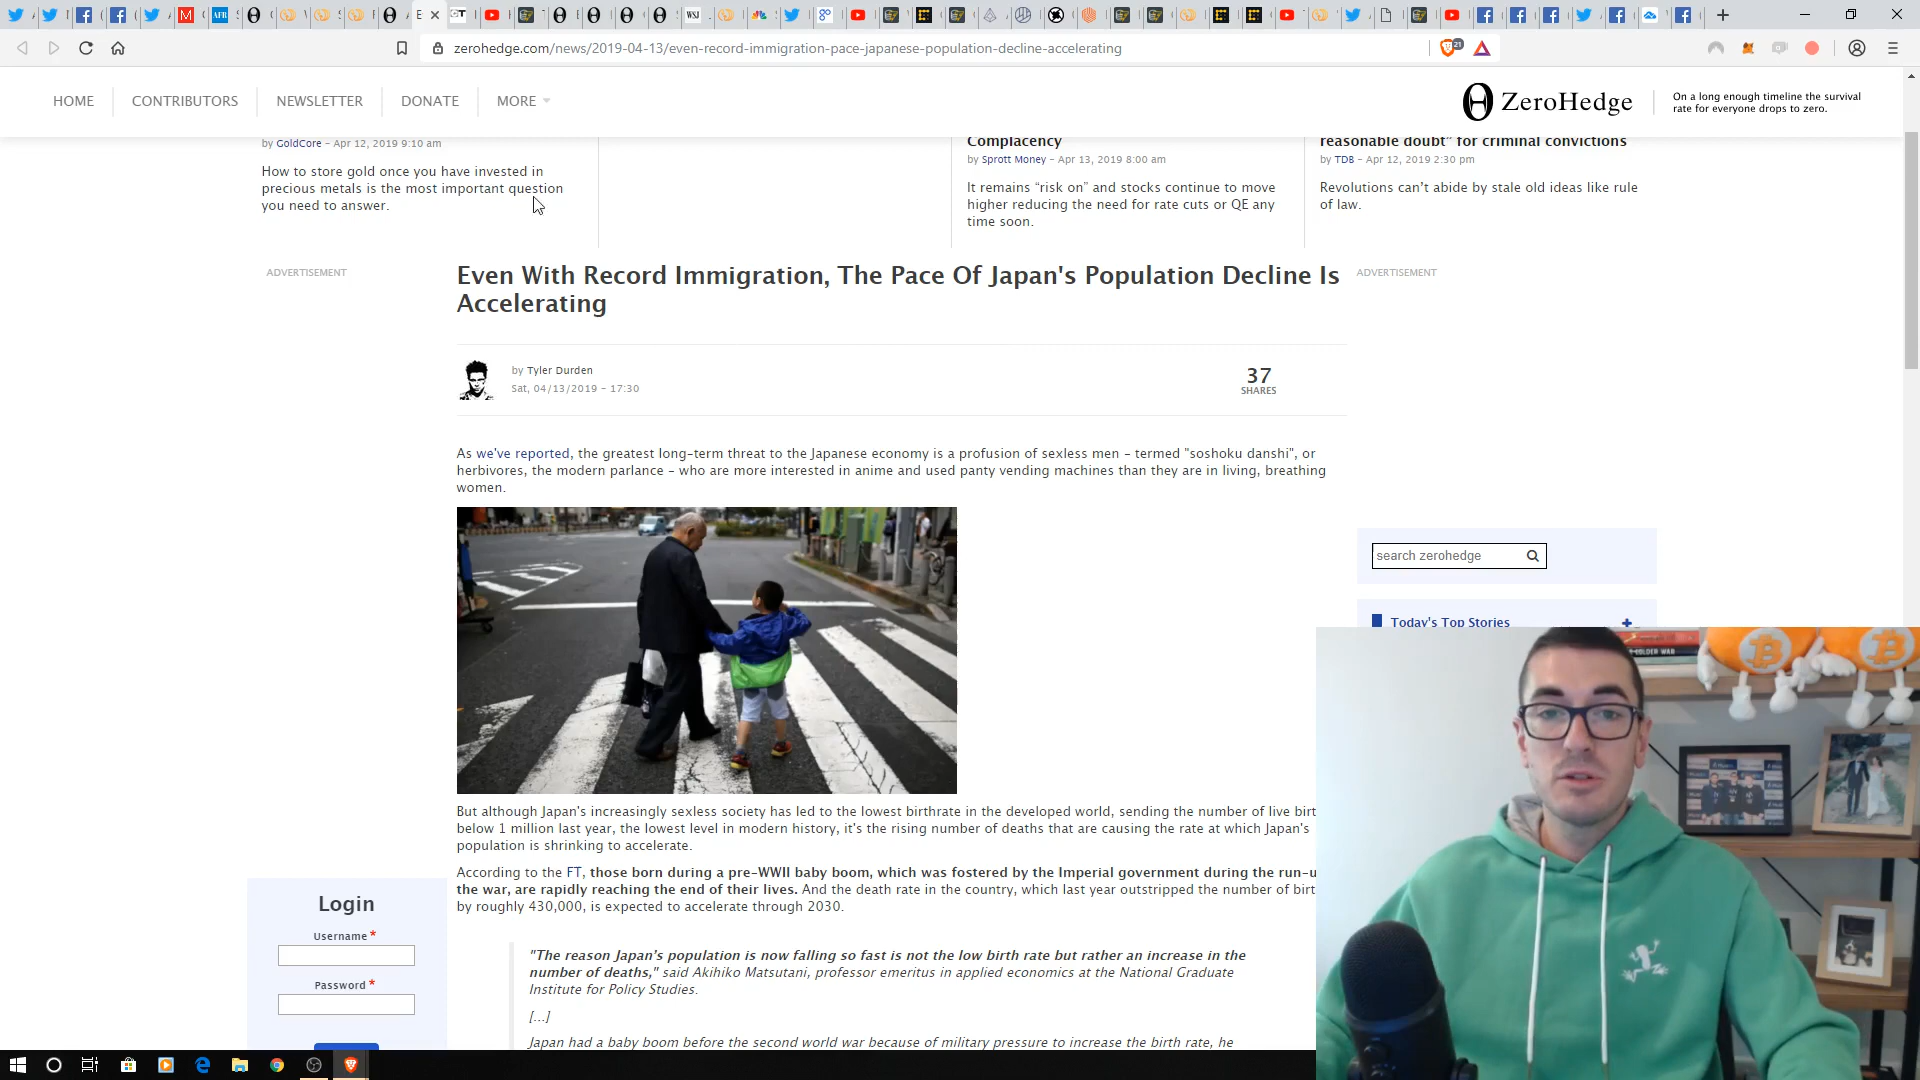 zerohedge.com/news/2019-04-13/even-record-immigration-pace-japanese-population-decline-accelerating
21
HOME
CONTRIBUTORS
NEWSLETTER
DONATE
MORE
ZeroHedge
On a long enough timeline the survival
rate for everyone drops to zero.
by GoldCore - Apr 12, 2019 9:10 am
How to store gold once you have invested in
precious metals is the most important question
you need to answer.
Complacency
by Sprott Money - Apr 13, 2019 8:00 am
It remains “risk on” and stocks continue to move
higher reducing the need for rate cuts or QE any
time soon.
reasonable doubt” for criminal convictions
by TDB - Apr 12, 2019 2:30 pm
Revolutions can’t abide by stale old ideas like rule
of law.
ADVERTISEMENT
Even With Record Immigration, The Pace Of Japan's Population Decline Is
Accelerating
ADVERTISEMENT
by Tyler Durden
Sat, 04/13/2019 - 17:30
37
SHARES
As we've reported, the greatest long-term threat to the Japanese economy is a profusion of sexless men - termed "soshoku danshi", or
herbivores, the modern parlance - who are more interested in anime and used panty vending machines than they are in living, breathing
women.
search zerohedge
Today's Top Stories
But although Japan's increasingly sexless society has led to the lowest birthrate in the developed world, sending the number of live birt
below 1 million last year, the lowest level in modern history, it's the rising number of deaths that are causing the rate at which Japan's
population is shrinking to accelerate.
According to the FT, those born during a pre-WWII baby boom, which was fostered by the Imperial government during the run-u
the war, are rapidly reaching the end of their lives. And the death rate in the country, which last year outstripped the number of birt
by roughly 430,000, is expected to accelerate through 2030.
"The reason Japan’s population is now falling so fast is not the low birth rate but rather an increase in the
number of deaths," said Akihiko Matsutani, professor emeritus in applied economics at the National Graduate
Institute for Policy Studies.
[...]
Japan had a baby boom before the second world war because of military pressure to increase the birth rate, he
Login
Username *
Password *